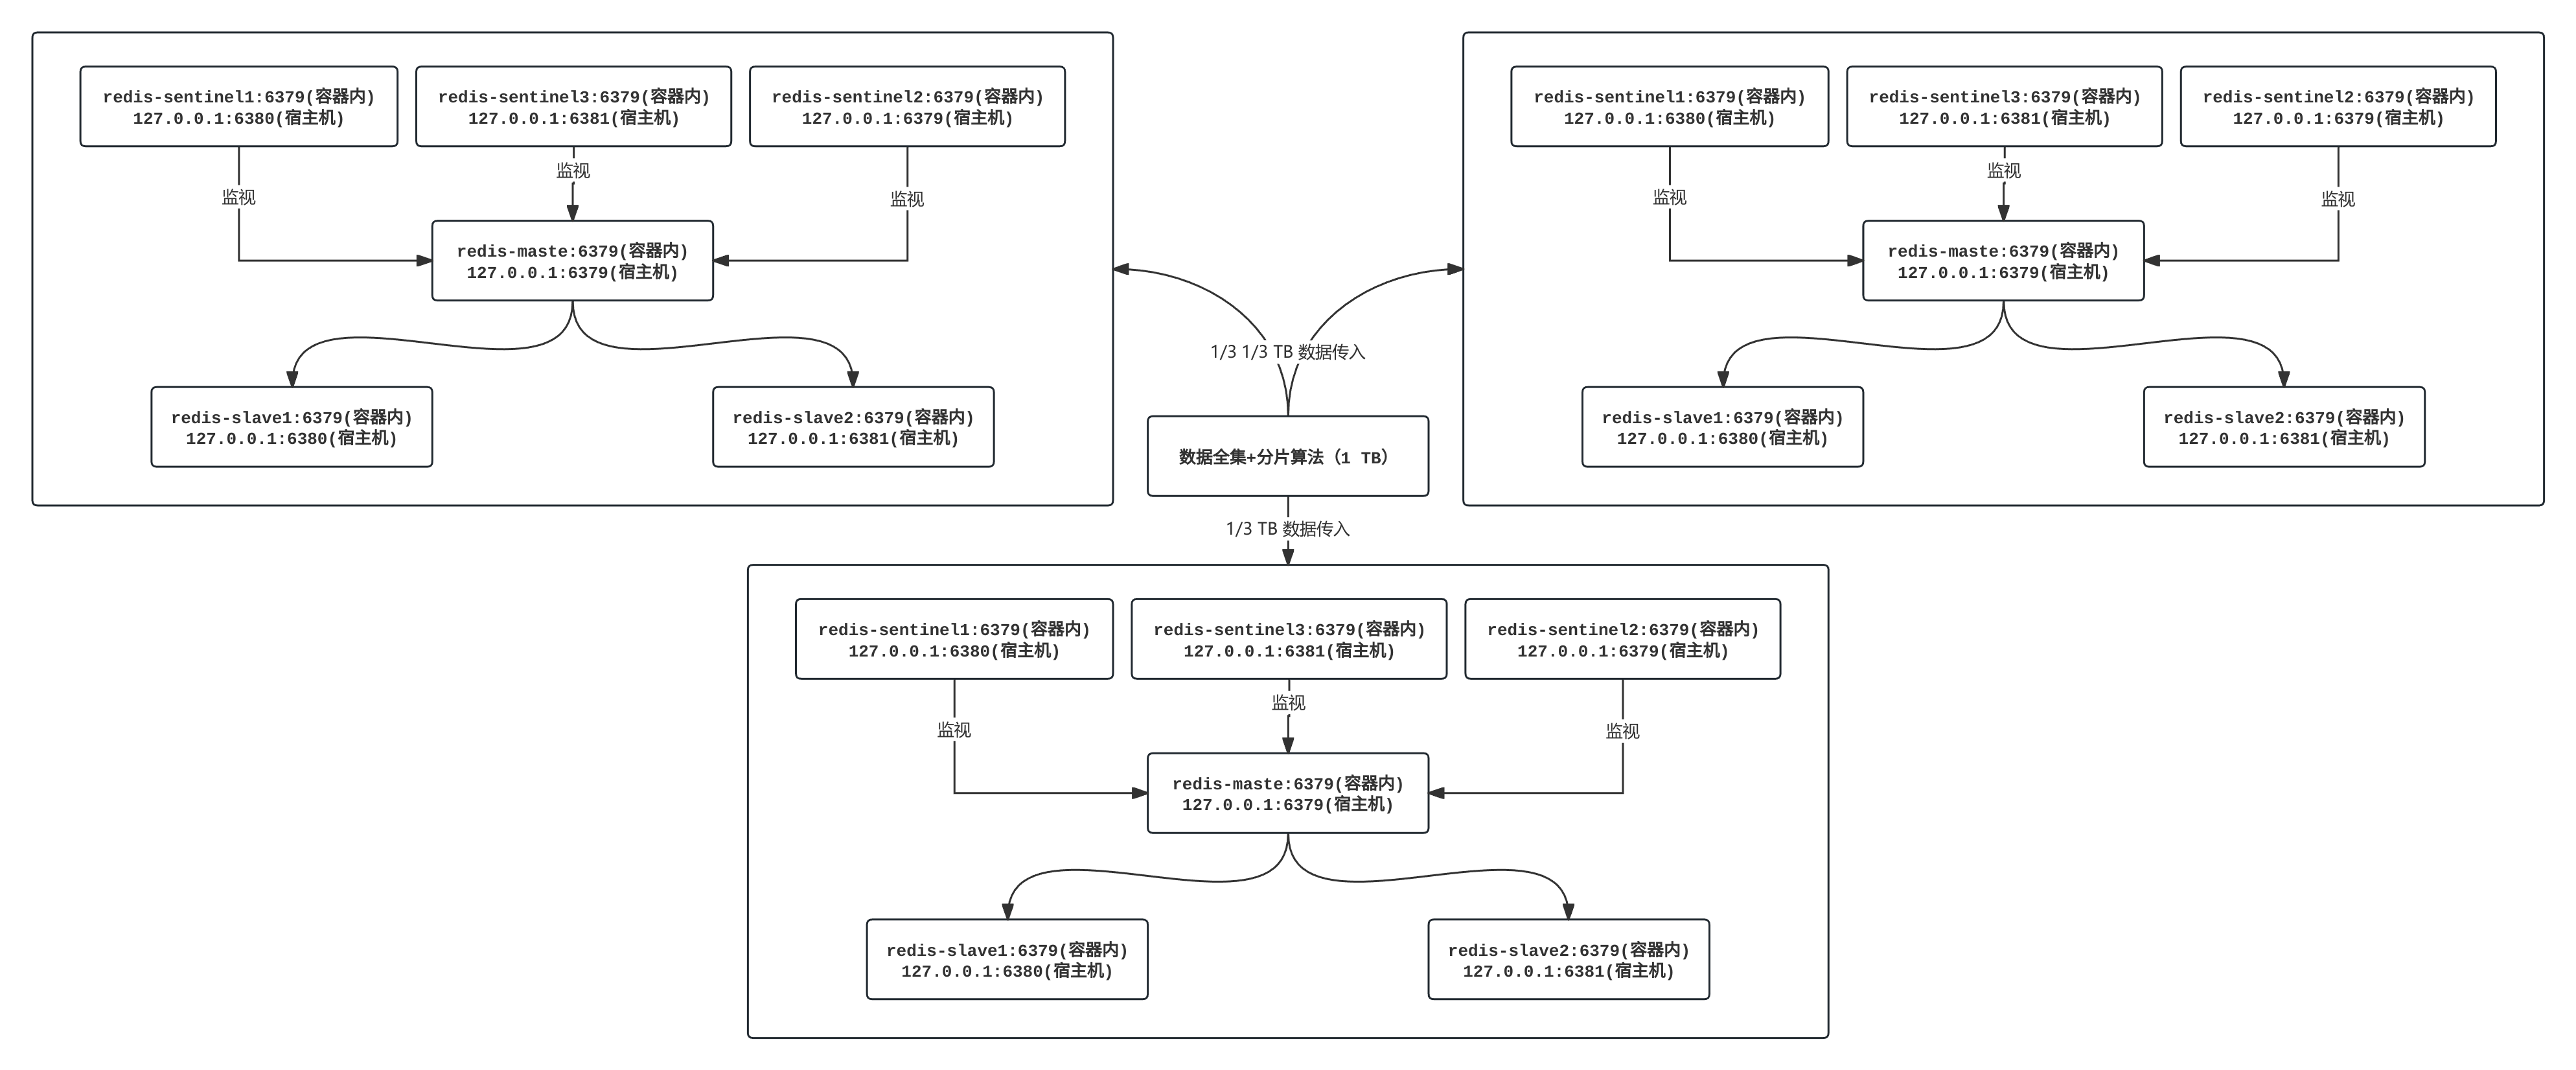 redis-sentinel1:6379(容器内)
127.0.0.1:6380(宿主机)
redis-sentinel3:6379(容器内)
127.0.0.1:6381(宿主机)
redis-sentinel2:6379(容器内)
127.0.0.1:6379(宿主机)
监视
监视
监视
redis-maste:6379(容器内)
127.0.0.1:6379(宿主机)
redis-slave1:6379(容器内)
127.0.0.1:6380(宿主机)
redis-slave2:6379(容器内)
127.0.0.1:6381(宿主机)
redis-sentinel1:6379(容器内)
127.0.0.1:6380(宿主机)
redis-sentinel3:6379(容器内)
127.0.0.1:6381(宿主机)
redis-sentinel2:6379(容器内)
127.0.0.1:6379(宿主机)
监视
监视
监视
redis-maste:6379(容器内)
127.0.0.1:6379(宿主机)
redis-slave1:6379(容器内)
127.0.0.1:6380(宿主机)
redis-slave2:6379(容器内)
127.0.0.1:6381(宿主机)
1/3 1/3 TB 数据传入
数据全集+分片算法（1 TB）
1/3 TB 数据传入
redis-sentinel1:6379(容器内)
127.0.0.1:6380(宿主机)
redis-sentinel3:6379(容器内)
127.0.0.1:6381(宿主机)
redis-sentinel2:6379(容器内)
127.0.0.1:6379(宿主机)
监视
监视
监视
redis-maste:6379(容器内)
127.0.0.1:6379(宿主机)
redis-slave1:6379(容器内)
127.0.0.1:6380(宿主机)
redis-slave2:6379(容器内)
127.0.0.1:6381(宿主机)